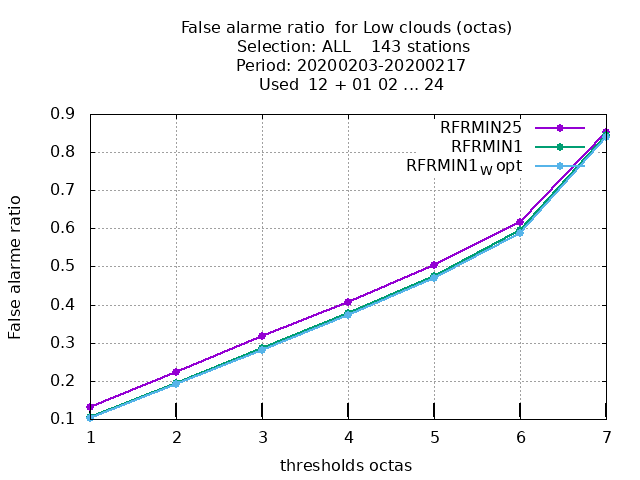 False alarme ratio  for Low clouds (octas)
Selection: ALL    143 stations
Period: 20200203-20200217
Used  12 + 01 02 ... 24
0.9
0.8
0.7
0.6
0.5
0.4
0.3
0.2
0.1
False alarme ratio
RFRMIN25
RFRMIN1
RFRMIN1W opt
1 2 3 4 5 6 7
thresholds octas